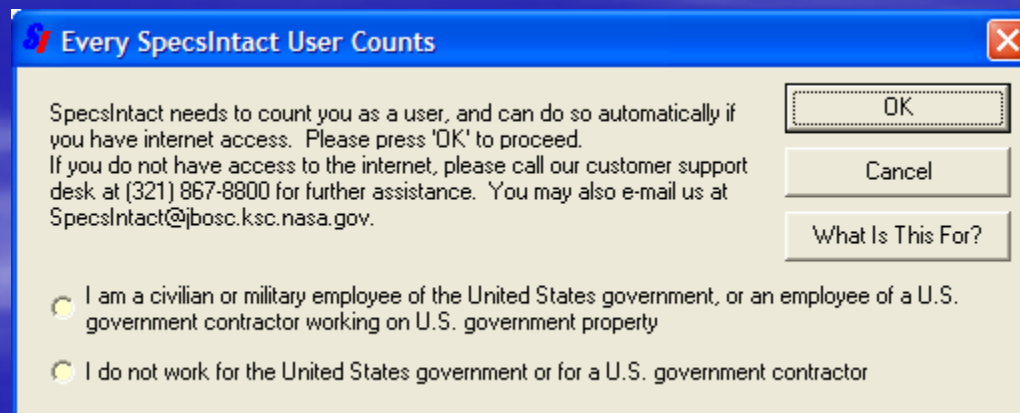 SI Every SpecsIntact User Counts
SpecsIntact needs to count you as a user, and can do so automatically if
you have internet access.  Please press 'OK' to proceed.
If you do not have access to the internet, please call our customer support
desk at (321) 867-8800 for further assistance.  You may also e-mail us at
SpecsIntact@jbosc.ksc.nasa.gov.
OK
Cancel
What Is This For?
I am a civilian or military employee of the United States government, or an employee of a U.S.
government contractor working on U.S. government property
I do not work for the United States government or for a U.S. government contractor